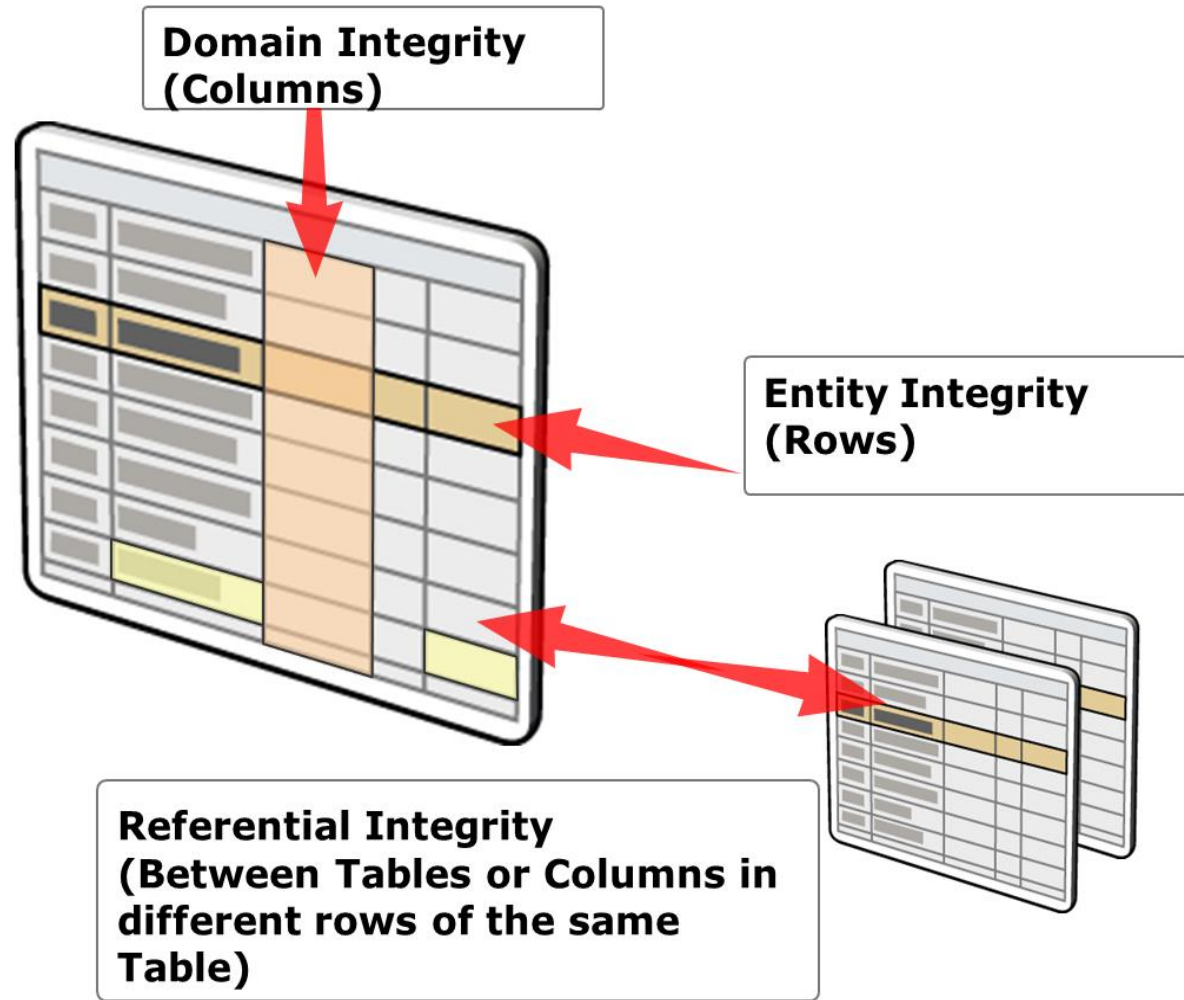 Domain Integrity
(Columns)
Entity Integrity
(Rows)
Referential Integrity
(Between Tables or Columns in
different rows of the same
Table)